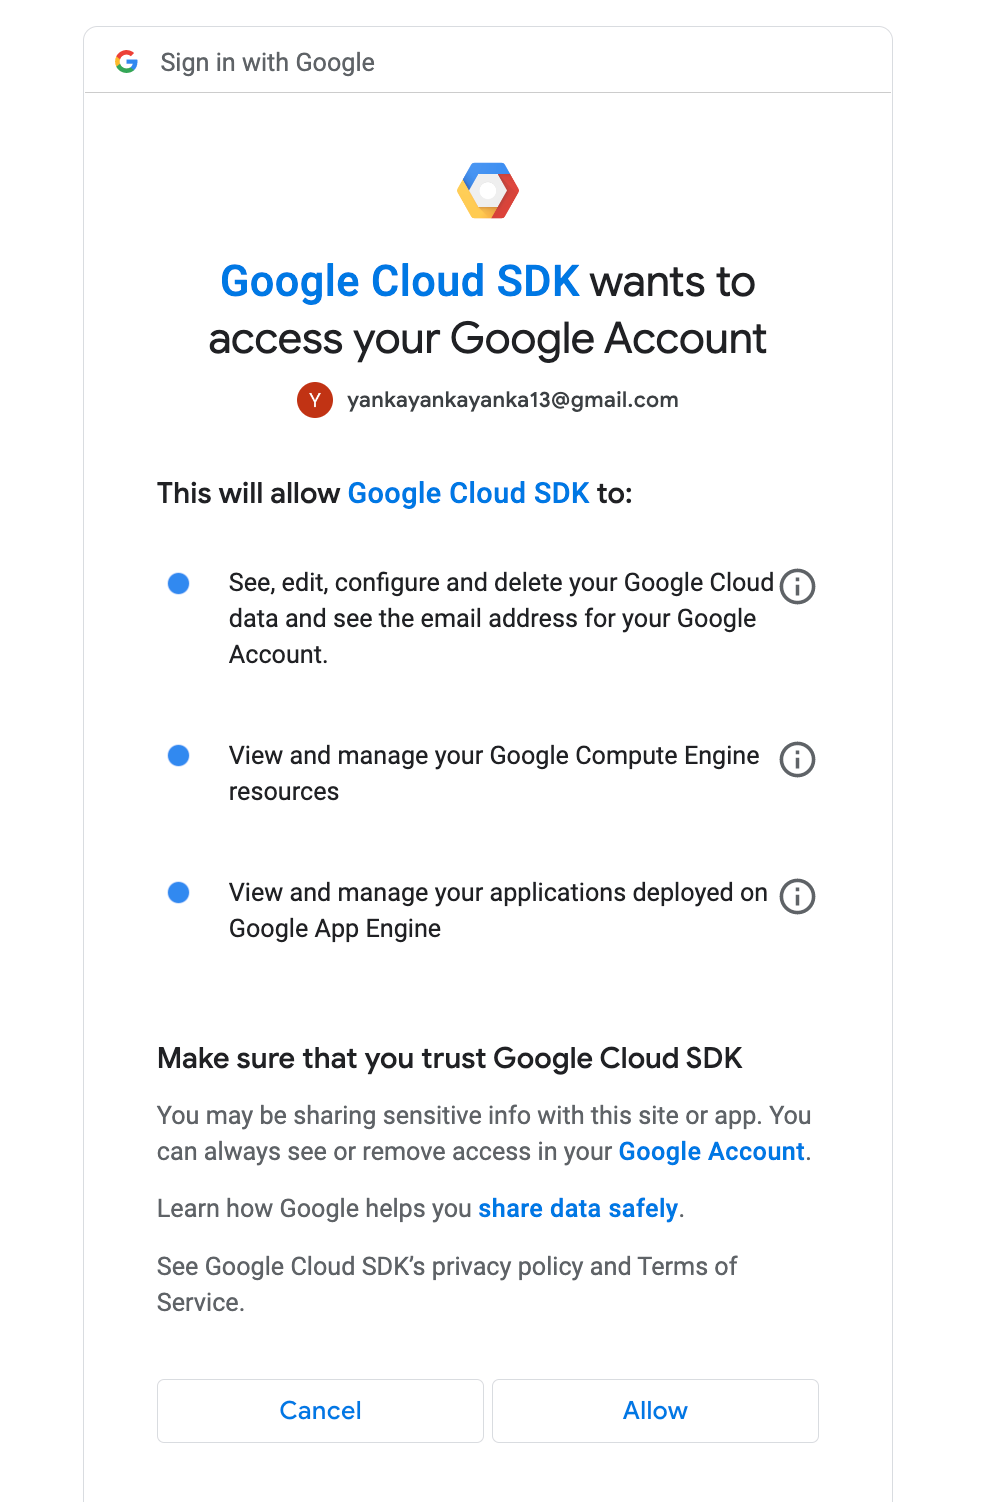 Sign in with Google
Google Cloud SDK wants to
access your Google Account
Y yankayankayanka13@gmail.com
This will allow Google Cloud SDK to:
See, edit, configure and delete your Google Cloud
data and see the email address for your Google
Account.
View and manage your Google Compute Engine
resources
View and manage your applications deployed on
Google App Engine
Make sure that you trust Google Cloud SDK
You may be sharing sensitive info with this site or app. You
can always see or remove access in your Google Account.
Learn how Google helps you share data safely.
See Google Cloud SDK’s privacy policy and Terms of
Service.
Cancel Allow